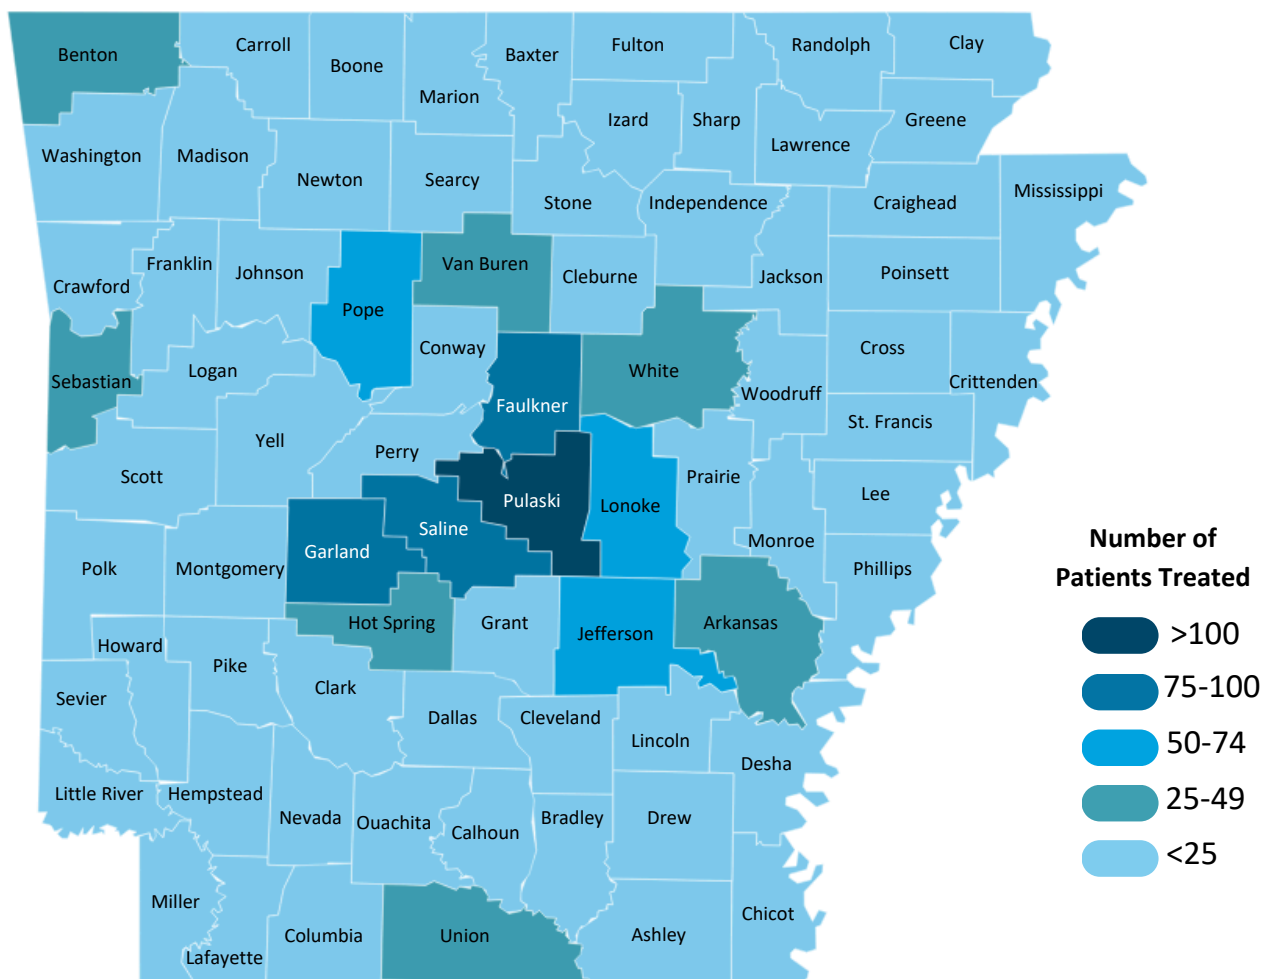 Benton
Carroll
Boone
Marion
Baxter
Fulton
Randolph
Clay
Izard
Sharp
Lawrence
Greene
Washington
Madison
Newton
Searcy
Stone
Independence
Craighead
Mississippi
Crawford
Franklin
Johnson
Pope
Van Buren
Cleburne
Jackson
Poinsett
Sebastian
Logan
Conway
White
Woodruff
Cross
Crittenden
Faulkner
St. Francis
Scott
Yell
Perry
Pulaski
Lonoke
Prairie
Lee
Saline
Garland
Monroe
Phillips
Polk
Montgomery
Hot Spring
Grant
Jefferson
Arkansas
Howard
Pike
Clark
Sevier
Dallas
Cleveland
Lincoln
Desha
Little River
Hempstead
Nevada
Ouachita
Calhoun
Bradley
Drew
Miller
Lafayette
Columbia
Union
Ashley
Chicot
Number of
Patients Treated
>100
75-100
50-74
25-49
<25